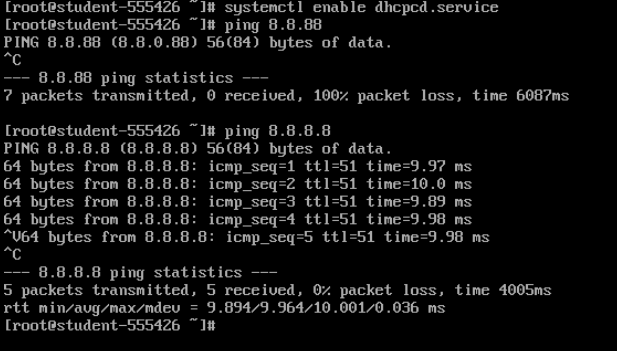 [root@student-555426 ~]# systemctl enable dhcpcd.service
[root@student-555426 ~]# ping 8.8.88
PING 8.8.88 (8.8.0.88) 56(84) bytes of data.
^C
--- 8.8.88 ping statistics ---
7 packets transmitted, 0 received, 100% packet loss, time 6087ms

[root@student-555426 ~]# ping 8.8.8.8
PING 8.8.8.8 (8.8.8.8) 56(84) bytes of data.
64 bytes from 8.8.8.8: icmp_seq=1 ttl=51 time=9.97 ms
64 bytes from 8.8.8.8: icmp_seq=2 ttl=51 time=10.0 ms
64 bytes from 8.8.8.8: icmp_seq=3 ttl=51 time=9.89 ms
64 bytes from 8.8.8.8: icmp_seq=4 ttl=51 time=9.98 ms
^V64 bytes from 8.8.8.8: icmp_seq=5 ttl=51 time=9.98 ms
^C
--- 8.8.8.8 ping statistics ---
5 packets transmitted, 5 received, 0% packet loss, time 4005ms
rtt min/avg/max/mdev = 9.894/9.964/10.001/0.036 ms
[root@student-555426 ~]#